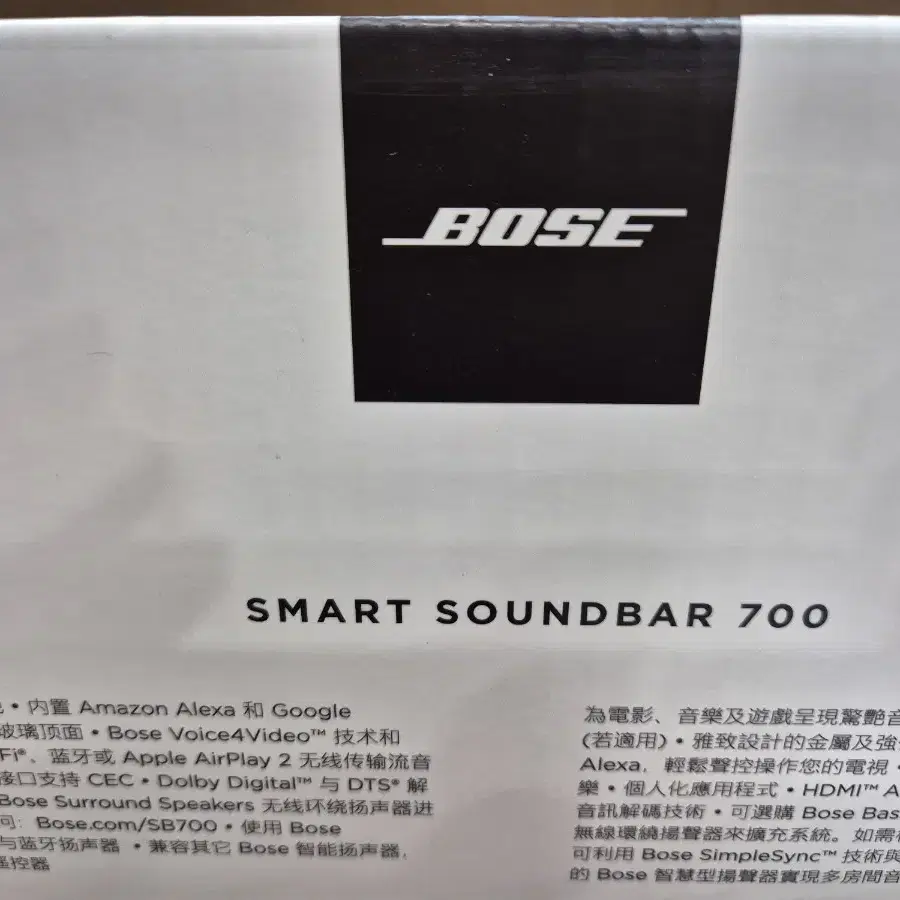 BOSE
SMART SOUNDBAR 700
• 内置 Amazon Alexa 和 Google
玻璃顶面 • Bose Voice4Video™ 技术和
Fi®、蓝牙或 Apple AirPlay 2 无线传输流音
接口支持 CEC • Dolby Digital™ 与 DTS® 解
Bose Surround Speakers 无线环绕扬声器进
问: Bose.com/SB700 • 使用 Bose
与蓝牙扬声器 • 兼容其它 Bose 智能扬声器,
遥控器
為電影、音樂及遊戲呈現驚艷音
(若適用) • 雅致設計的金屬及強
Alexa, 輕鬆聲控操作您的電視 •
樂 • 個人化應用程式 • HDMI™ A
音訊解碼技術 • 可選購 Bose Bas
無線環繞揚聲器來擴充系統。如需
可利用 Bose SimpleSync™ 技術與
的 Bose 智慧型揚聲器實現多房間音